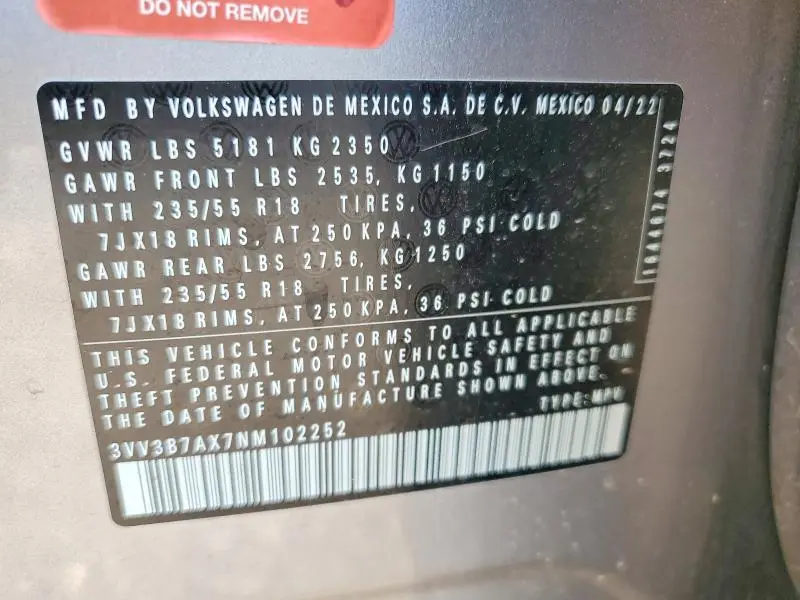 DO NOT REMOVE
MFD BY VOLKSWAGEN DE MEXICO S.A. DE C.V. MEXICO 04/22
GVWR LBS 5181 KG 2350
GAWR FRONT LBS 2535, KG 1150
WITH 235/55 R18 TIRES,
7JX18 RIMS, AT 250 KPA, 36 PSI COLD
GAWR REAR LBS 2756, KG 1250
WITH 235/55 R18 TIRES,
7JX18 RIMS, AT 250 KPA, 36 PSI COLD
THIS VEHICLE CONFORMS TO ALL APPLICABLE
U.S. FEDERAL MOTOR VEHICLE SAFETY AND
THEFT PREVENTION STANDARDS IN EFFECT ON
THE DATE OF MANUFACTURE SHOWN ABOVE.
TYPE: MPV
3VV3B7AX7NM102252
3724